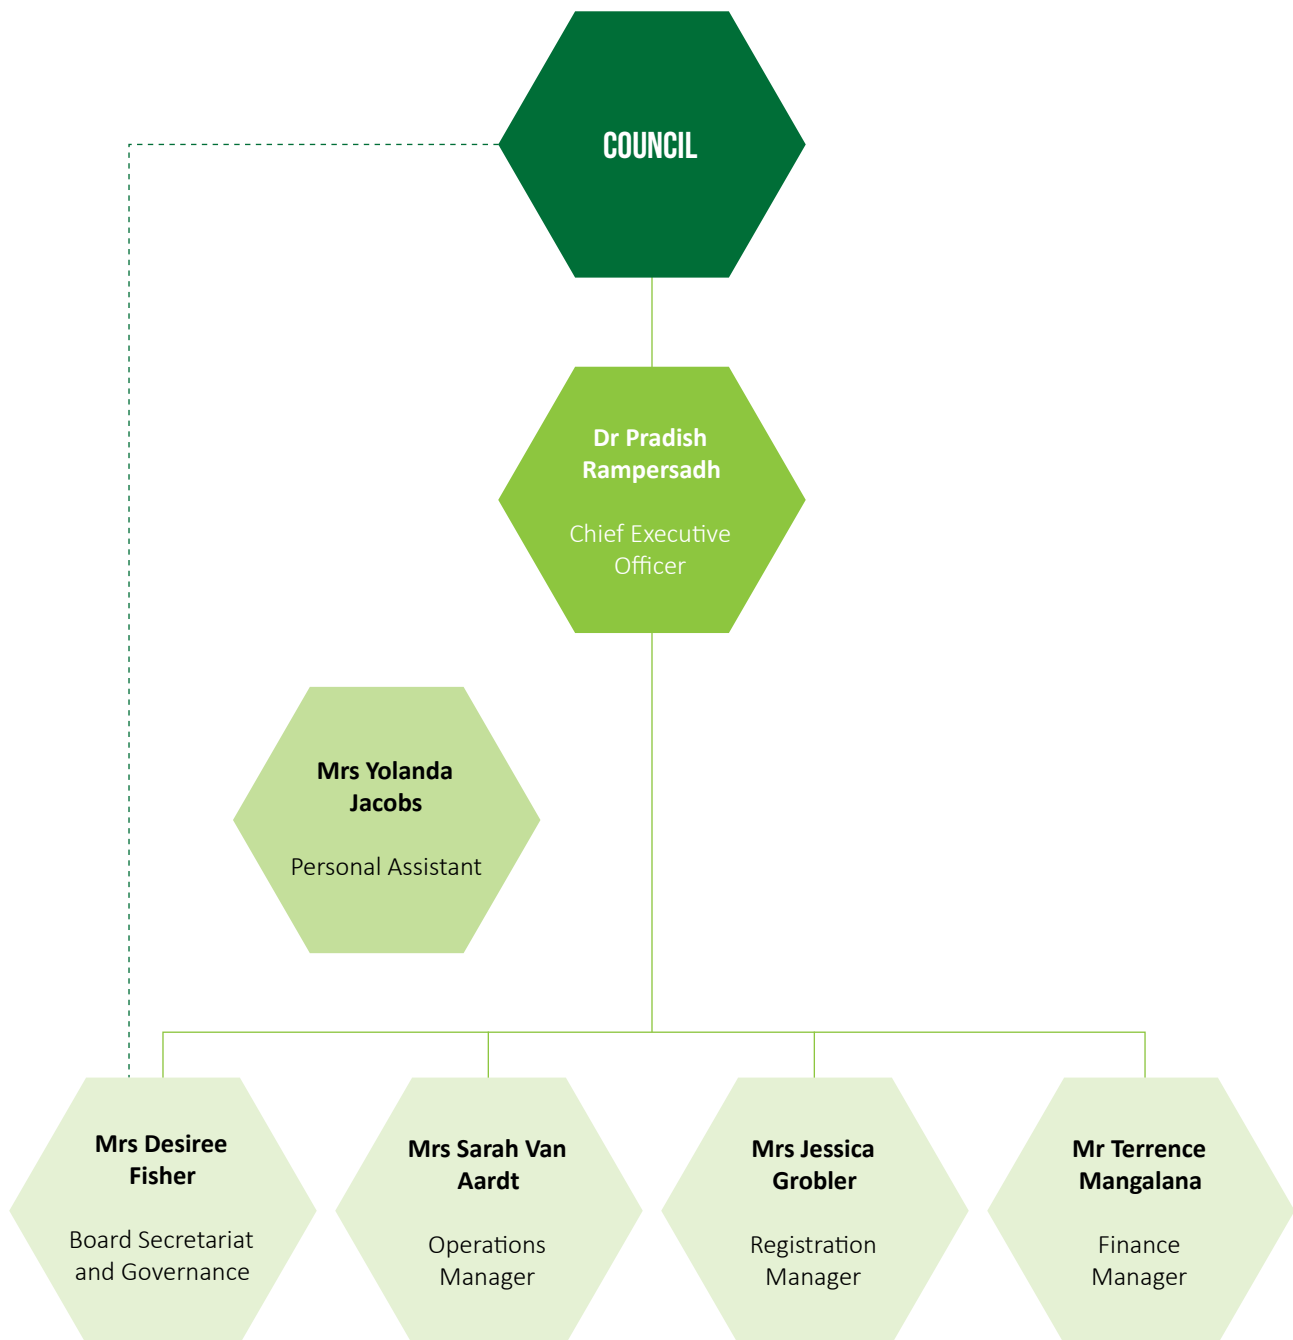 COUNCIL
Dr Pradish
Rampersadh
Chief Executive
Officer
Mrs Yolanda
Jacobs
Personal Assistant
Mrs Desiree
Fisher
Board Secretariat
and Governance
Mrs Sarah Van
Aardt
Operations
Manager
Mrs Jessica
Grobler
Registration
Manager
Mr Terrence
Mangalana
Finance
Manager